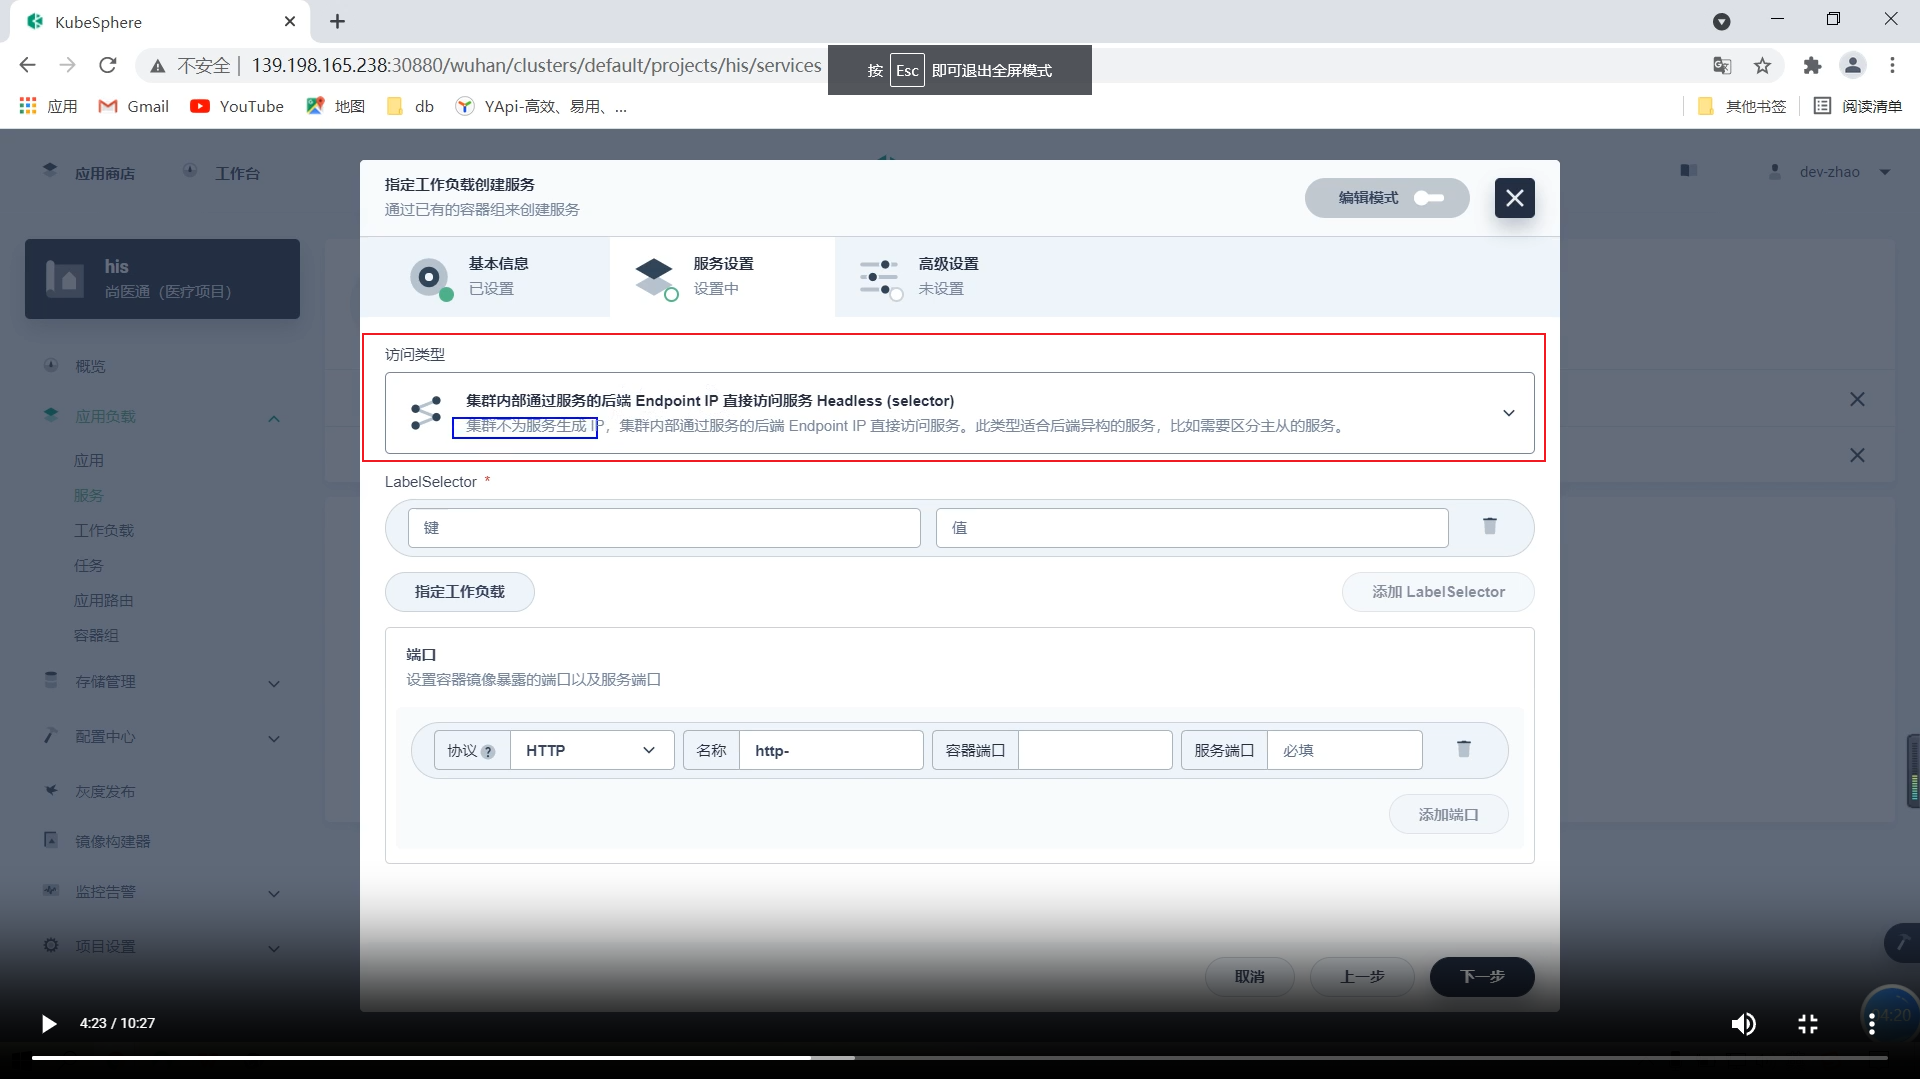 KubeSphere
不安全 139.198.165.238:30880/wuhan/clusters/default/projects/his/services
按 Esc 即可退出全屏模式
应用 Gmail YouTube 地图 db YApi-高效、易用、... 其他书签 阅读清单
应用商店 工作台 dev-zhao
his
尚医通（医疗项目）
概览
应用负载
应用
服务
工作负载
任务
应用路由
容器组
存储管理
配置中心
灰度发布
镜像构建器
监控告警
项目设置
指定工作负载创建服务
通过已有的容器组来创建服务
编辑模式
基本信息
已设置
服务设置
设置中
高级设置
未设置
访问类型
集群内部通过服务的后端 Endpoint IP 直接访问服务 Headless (selector)
集群不为服务生成 IP，集群内部通过服务的后端 Endpoint IP 直接访问服务。此类型适合后端异构的服务，比如需要区分主从的服务。
LabelSelector *
键 值
指定工作负载 添加 LabelSelector
端口
设置容器镜像暴露的端口以及服务端口
协议 ? HTTP 名称 http- 容器端口 服务端口 必填
添加端口
取消 上一步 下一步
4:23 / 10:27
04:20